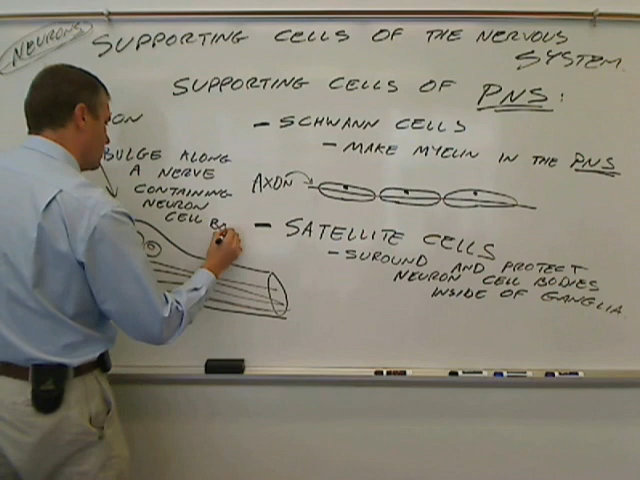 NEURONS
SUPPORTING CELLS OF THE NERVOUS
SYSTEM.
SUPPORTING CELLS OF PNS:
ON
BULGE ALONG
A NERVE
CONTAINING
NEURON
CELL B
- SCHWANN CELLS
- MAKE MYELIN IN THE PNS
AXON
- SATELLITE CELLS
- SUROUND AND PROTECT
NEURON CELL BODIES
INSIDE OF GANGLIA.